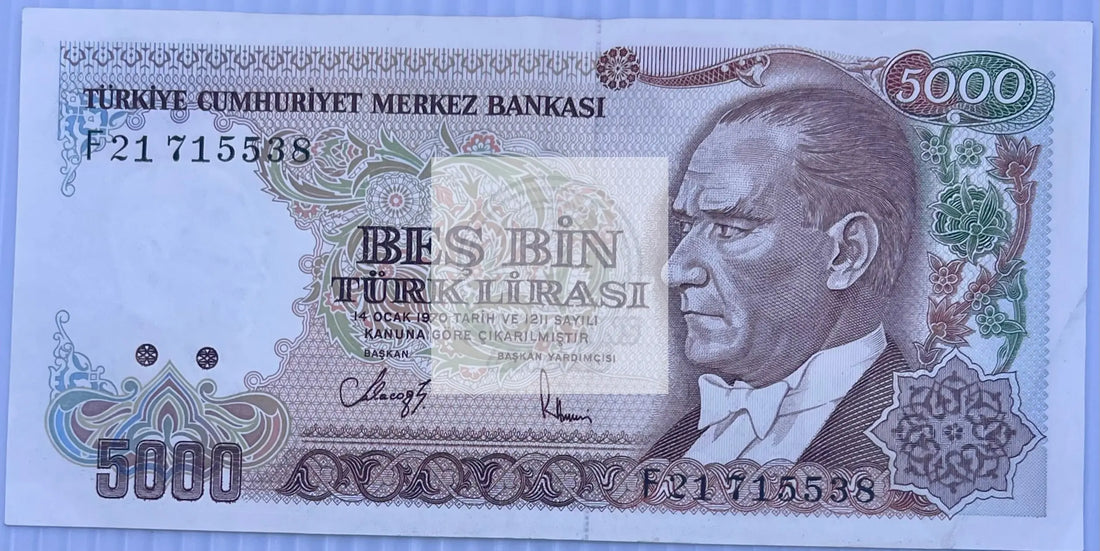 5000
TÜRKİYE CUMHURİYET MERKEZ BANKASI
F21 715538
BEŞ BİN
TÜRK LİRASI
14 OCAK 1970 TARİH VE 1211 SAYILI
KANUNA GÖRE ÇIKARILMIŞTIR
BAŞKAN BAŞKAN YARDIMCISI
5000
F21 715538